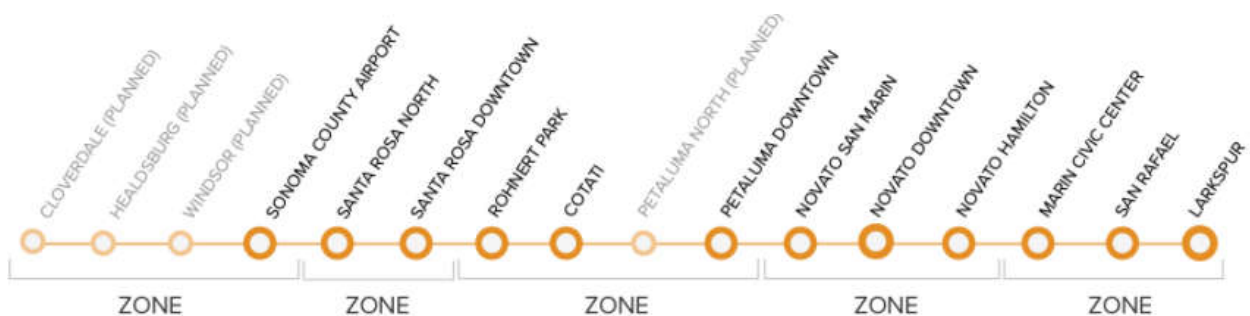 CLOVERDALE (PLANNED)
HEALDSBURG (PLANNED)
WINDSOR (PLANNED)
SONOMA COUNTY AIRPORT
SANTA ROSA NORTH
SANTA ROSA DOWNTOWN
ROHNERT PARK
COTATI
PETALUMA NORTH (PLANNED)
PETALUMA DOWNTOWN
NOVATO SAN MARIN
NOVATO DOWNTOWN
NOVATO HAMILTON
MARIN CIVIC CENTER
SAN RAFAEL
LARKSPUR
ZONE
ZONE
ZONE
ZONE
ZONE